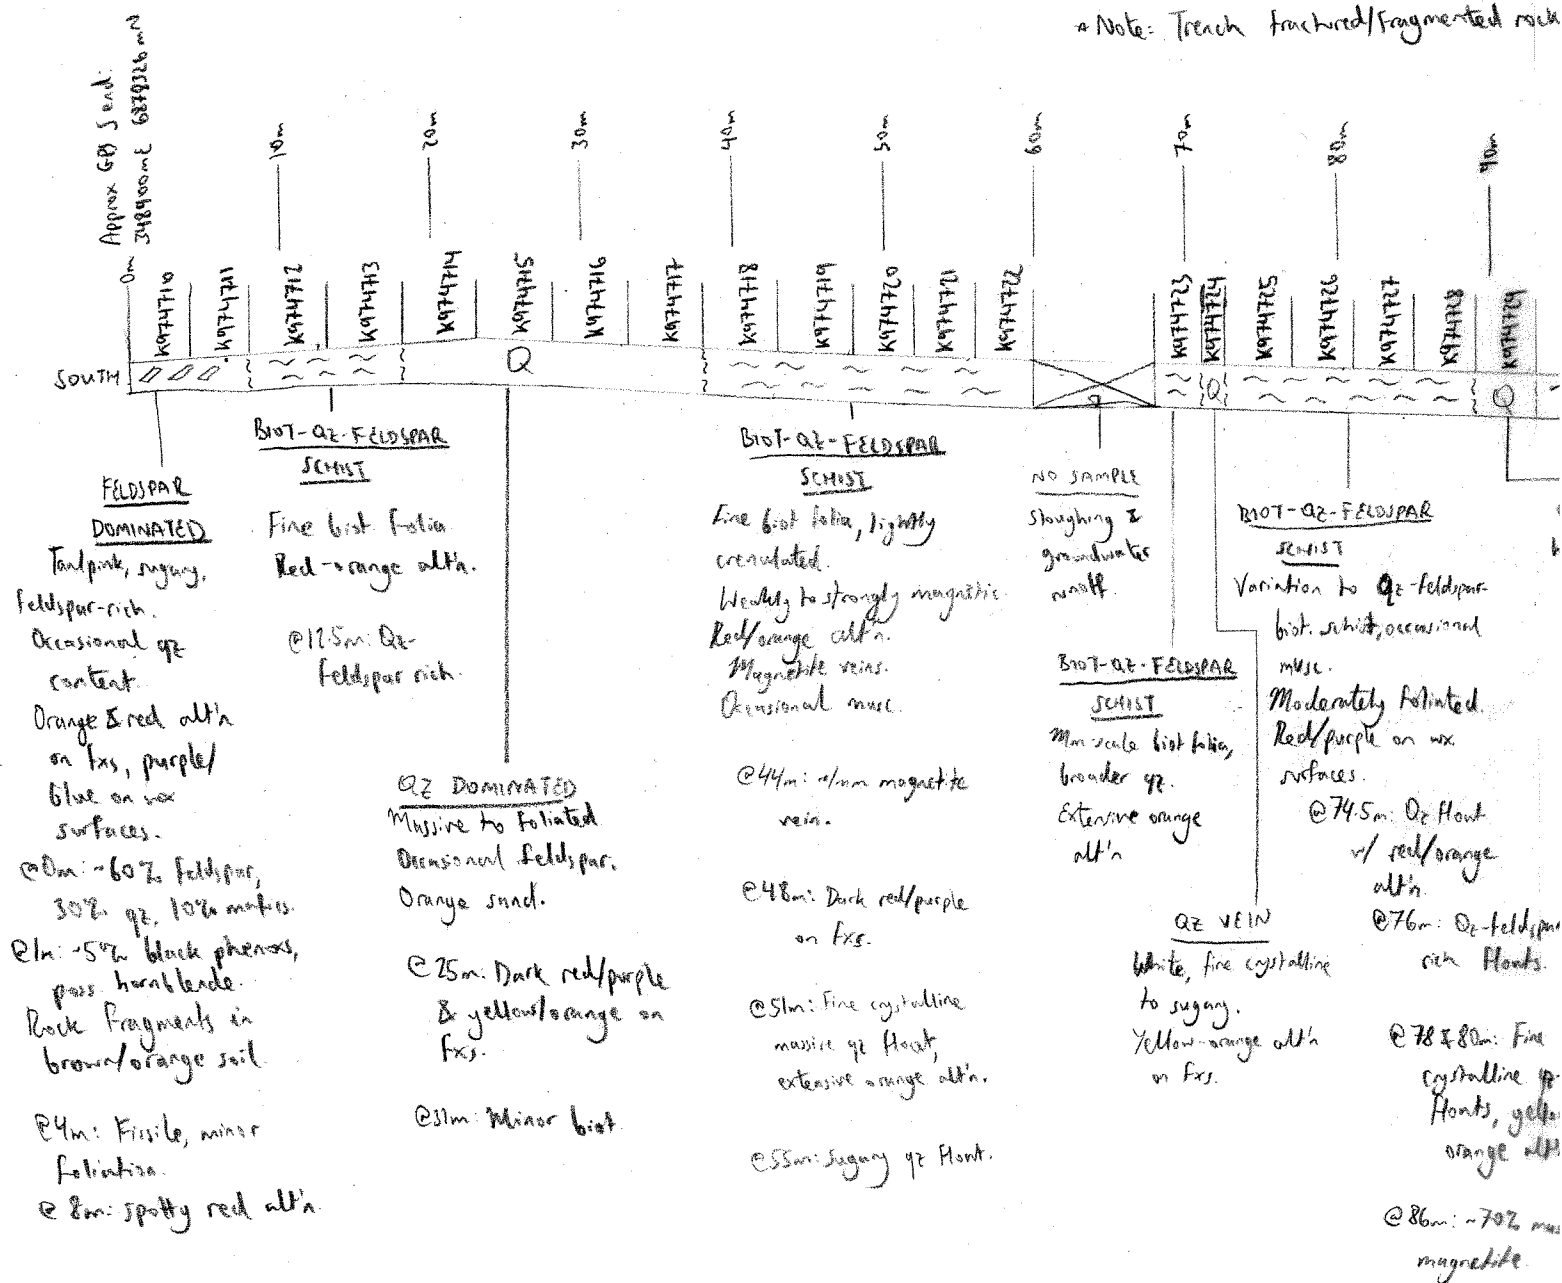 * Note: Trench fractured/fragmented rock
Approx GPS S end:
348900mE 6878326mN
0m
10m
20m
30m
40m
50m
60m
70m
80m
90m
K974710
K974711
K974712
K974713
K974714
K974715
K974716
K974717
K974718
K974719
K974720
K974721
K974722
K974723
K974724
K974725
K974726
K974727
K974728
K974729
SOUTH
Q
Q
Q
FELDSPAR
DOMINATED
Tan/pink, sugary,
feldspar-rich.
Occasional qz
content.
Orange & red alt'n
on fxs, purple/
blue on wx
surfaces.
@0m: ~60% feldspar,
30% qz, 10% mafics.
@1m: ~5% black phenoxs,
poss hornblende.
Rock fragments in
brown/orange soil
@4m: Fissile, minor
foliation.
@ 8m: spotty red alt'n.
BIOT-QZ-FELDSPAR
SCHIST
Fine biot folia
Red-orange alt'n.
@12.5m: Qz-
feldspar rich.
QZ DOMINATED
Massive to foliated
Occasional feldspar.
Orange sand.
@25m: Dark red/purple
& yellow/orange on
fxs.
@31m: Minor biot
BIOT-QZ-FELDSPAR
SCHIST
Fine biot folia, lightly
crenulated.
Weakly to strongly magnetic.
Red/orange alt'n.
Magnetite veins.
Occasional musc.
@44m: magnetite
vein.
@48m: Dark red/purple
on fxs.
@51m: Fine crystalline
massive qz float,
extensive orange alt'n.
@55m: Sugary qz float.
NO SAMPLE
Sloughing &
groundwater
runoff.
BIOT-QZ-FELDSPAR
SCHIST
Mm-scale biot folia,
broader qz.
Extensive orange
alt'n
QZ VEIN
White, fine crystalline
to sugary.
Yellow-orange alt'n
on fxs.
BIOT-QZ-FELDSPAR
SCHIST
Variation to Qz-feldspar-
biot. schist, occasional
musc.
Moderately foliated.
Red/purple on wx
surfaces.
@74.5m: Qz float
w/ red/orange
alt'n.
@76m: Qz-feldspar
rich floats.
@78 & 80m: Fine
crystalline
floats,
orange
@86m: ~70%
magnetite